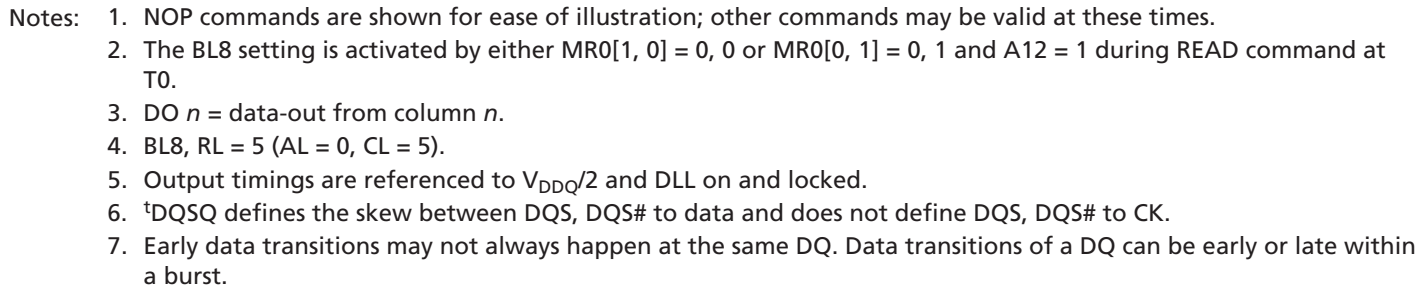 Notes: 1. NOP commands are shown for ease of illustration; other commands may be valid at these times.
2. The BL8 setting is activated by either MR0[1, 0] = 0, 0 or MR0[0, 1] = 0, 1 and A12 = 1 during READ command at
T0.
3. DO n = data-out from column n.
4. BL8, RL = 5 (AL = 0, CL = 5).
5. Output timings are referenced to VDDQ/2 and DLL on and locked.
6. tDQSQ defines the skew between DQS, DQS# to data and does not define DQS, DQS# to CK.
7. Early data transitions may not always happen at the same DQ. Data transitions of a DQ can be early or late within
a burst.